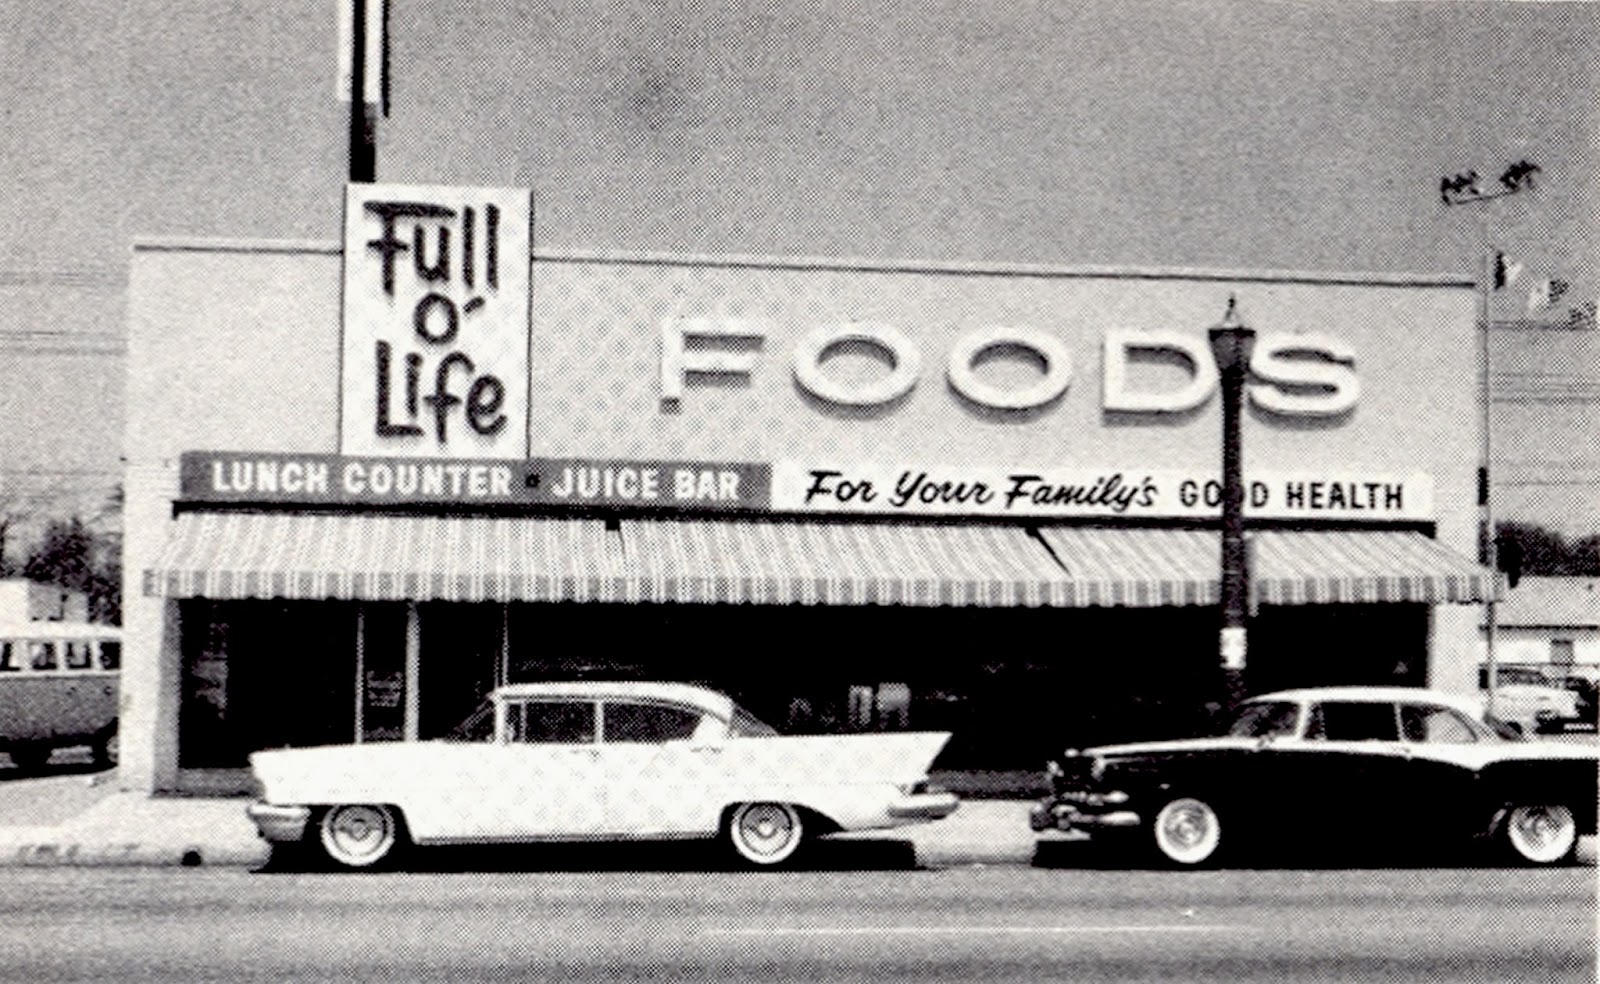 Full
o'
Life
FOODS
LUNCH COUNTER • JUICE BAR
For Your Family's GOOD HEALTH